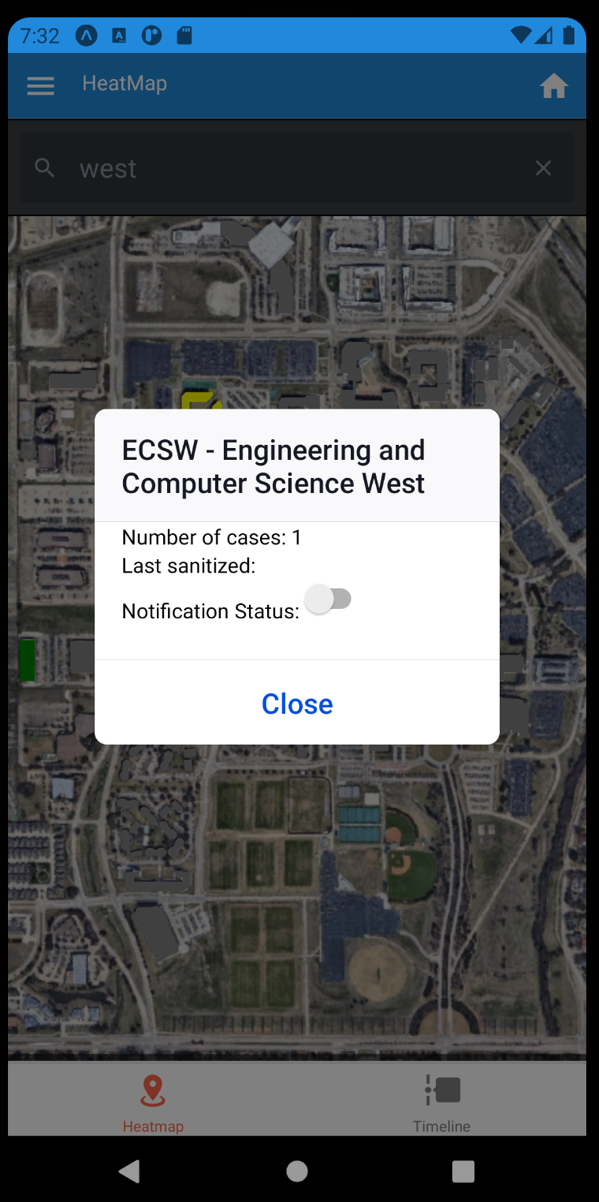 7:32
HeatMap
west
ECSW - Engineering and
Computer Science West
Number of cases: 1
Last sanitized:
Notification Status:
Close
Heatmap
Timeline